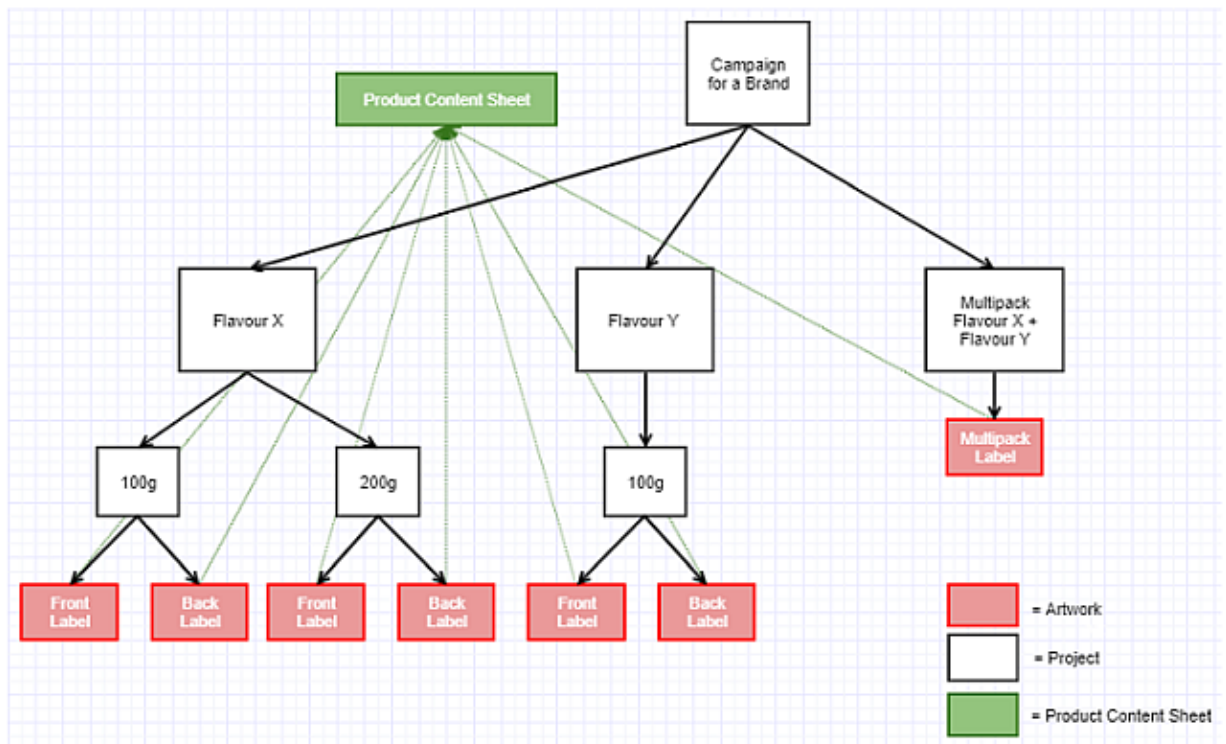 Campaign
for a Brand
Product Content Sheet
Flavour X
Flavour Y
Multipack
Flavour X +
Flavour Y
100g
200g
100g
Multipack
Label
Front
Label
Back
Label
Front
Label
Back
Label
Front
Label
Back
Label
= Artwork
= Project
= Product Content Sheet